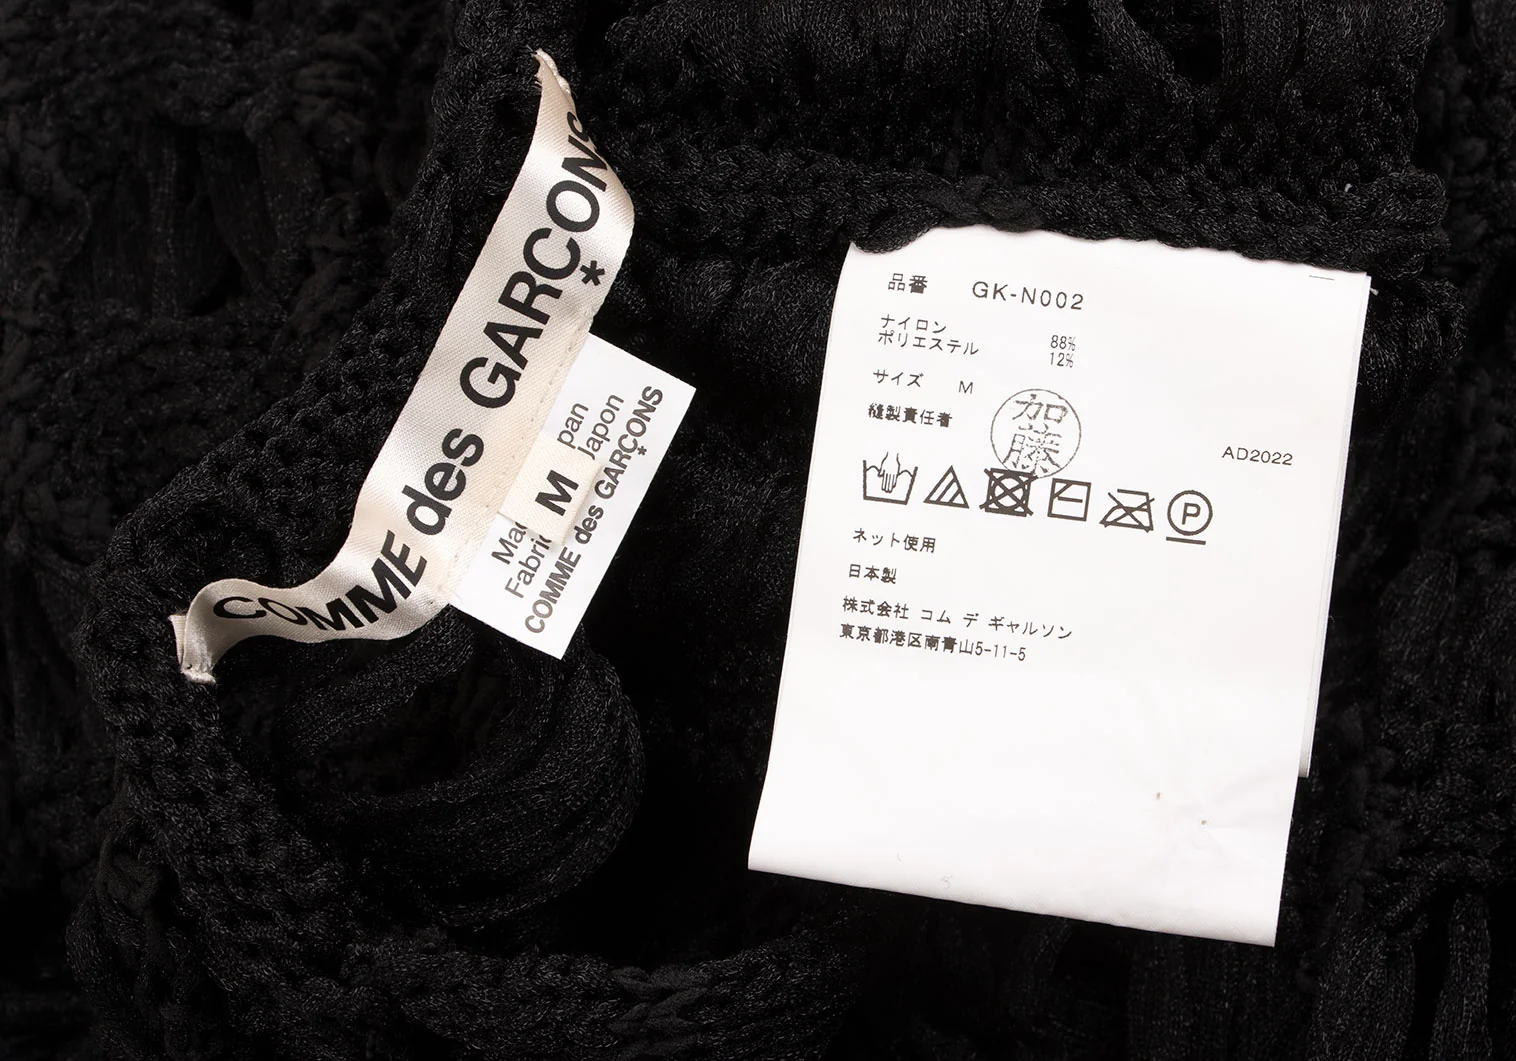 COMME des GARÇONS
*
M
pan
Japon
COMME des GARÇONS
*
品番 GK-N002
ナイロン 88%
ポリエステル 12%
サイズ M
縫製責任者 加藤
AD2022
P
ネット使用
日本製
株式会社 コム デ ギャルソン
東京都港区南青山5-11-5